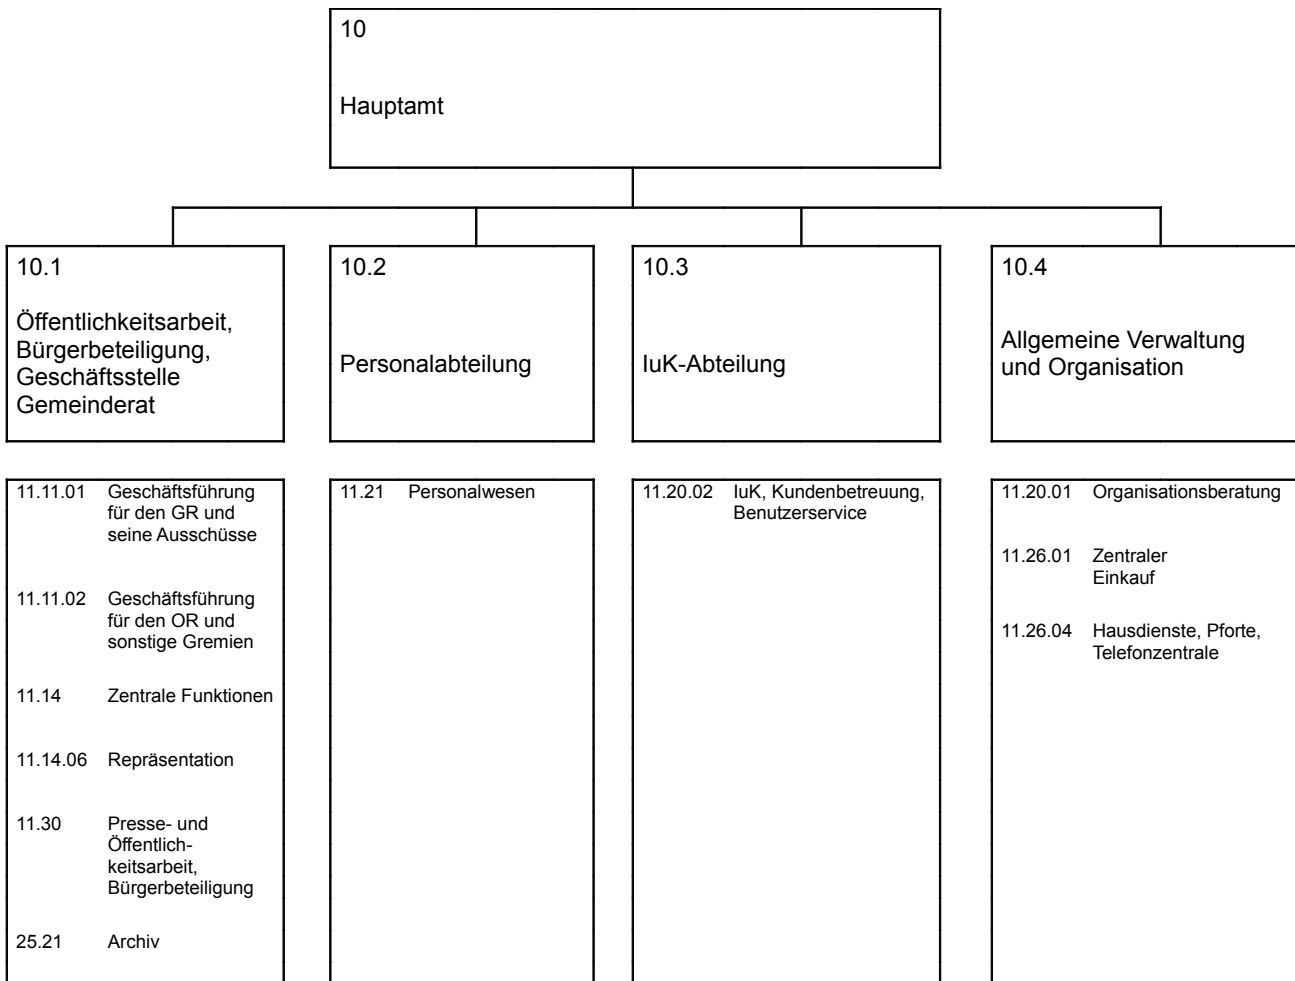 10
Hauptamt
10.1
Öffentlichkeitsarbeit,
Bürgerbeteiligung,
Geschäftsstelle
Gemeinderat
10.2
Personalabteilung
10.3
IuK-Abteilung
10.4
Allgemeine Verwaltung
und Organisation
11.11.01 Geschäftsführung
für den GR und
seine Ausschüsse
11.11.02 Geschäftsführung
für den OR und
sonstige Gremien
11.14 Zentrale Funktionen
11.14.06 Repräsentation
11.30 Presse- und
Öffentlich-
keitsarbeit,
Bürgerbeteiligung
25.21 Archiv
11.21 Personalwesen
11.20.02 IuK, Kundenbetreuung,
Benutzerservice
11.20.01 Organisationsberatung
11.26.01 Zentraler
Einkauf
11.26.04 Hausdienste, Pforte,
Telefonzentrale